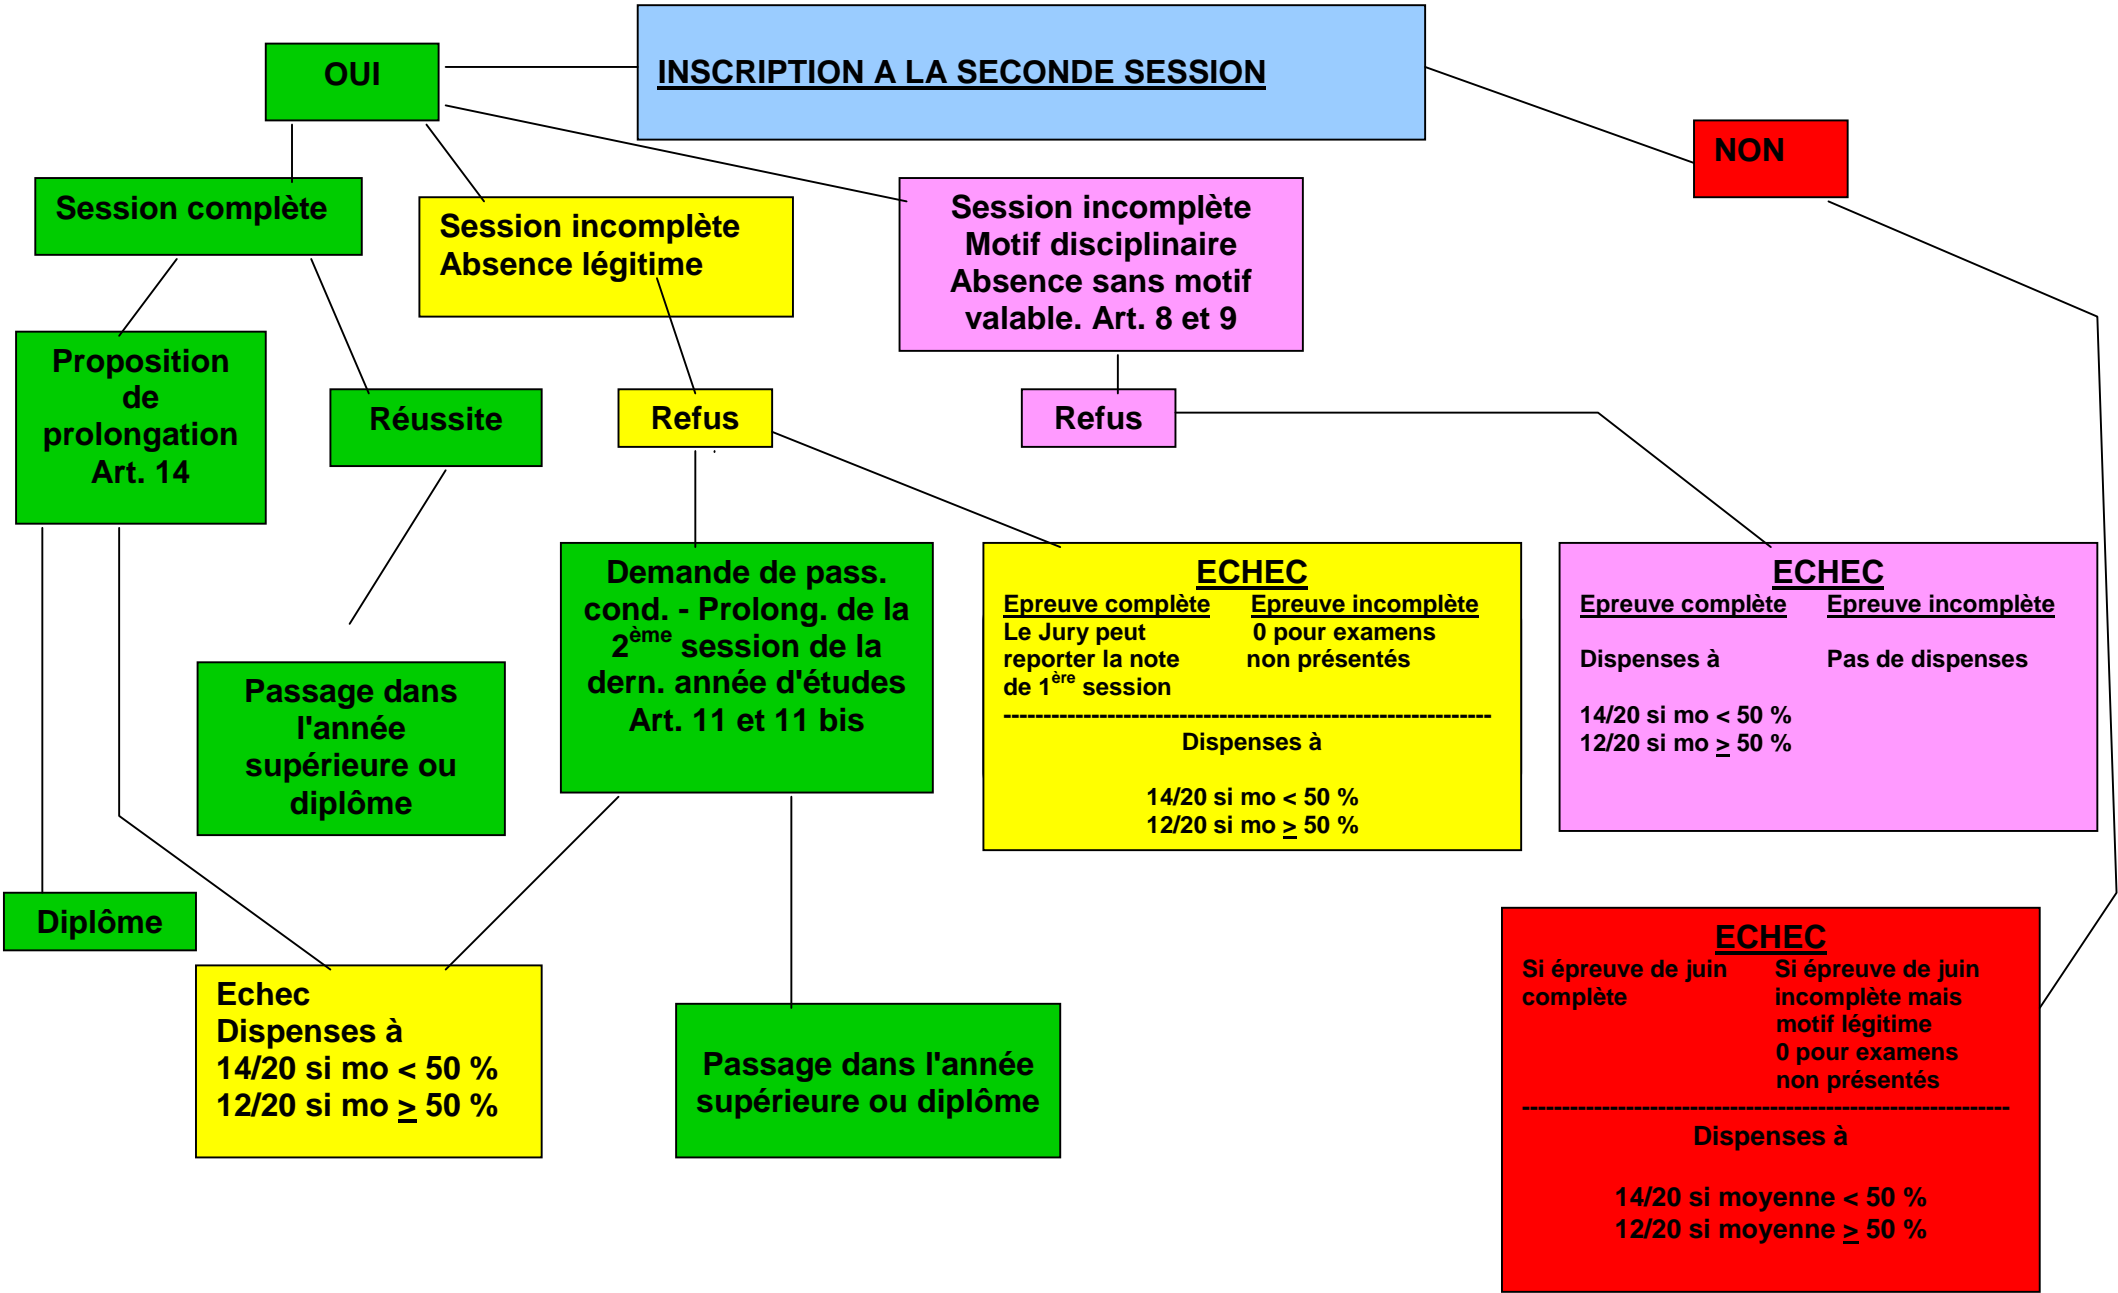 INSCRIPTION A LA SECONDE SESSION
OUI
NON
Session complète
Session incomplète
Absence légitime
Session incomplète
Motif disciplinaire
Absence sans motif
valable. Art. 8 et 9
Proposition
de
prolongation
Art. 14
Réussite
Refus
Refus
Demande de pass.
cond. - Prolong. de la
2ème session de la
dern. année d'études
Art. 11 et 11 bis
ECHEC
Epreuve complète Epreuve incomplète
Le Jury peut 0 pour examens
reporter la note non présentés
de 1ère session
-------------------------------------------------------------
Dispenses à
14/20 si mo < 50 %
12/20 si mo ≥ 50 %
ECHEC
Epreuve complète Epreuve incomplète
Dispenses à Pas de dispenses
14/20 si mo < 50 %
12/20 si mo ≥ 50 %
Passage dans
l'année
supérieure ou
diplôme
Diplôme
Echec
Dispenses à
14/20 si mo < 50 %
12/20 si mo ≥ 50 %
Passage dans l'année
supérieure ou diplôme
ECHEC
Si épreuve de juin Si épreuve de juin
complète incomplète mais
motif légitime
0 pour examens
non présentés
-------------------------------------------------------------
Dispenses à
14/20 si moyenne < 50 %
12/20 si moyenne ≥ 50 %